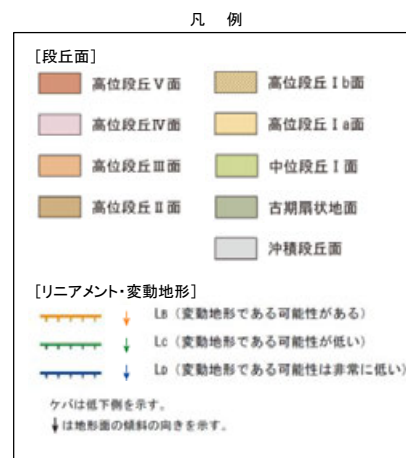 凡 例
[段丘面]
高位段丘Ⅴ面
高位段丘Ⅳ面
高位段丘Ⅲ面
高位段丘Ⅱ面
高位段丘Ⅰb面
高位段丘Ⅰa面
中位段丘Ⅰ面
古期扇状地面
沖積段丘面
[リニアメント・変動地形]
LB (変動地形である可能性がある)
LC (変動地形である可能性が低い)
LD (変動地形である可能性は非常に低い)
ケバは低下側を示す。
↓は地形面の傾斜の向きを示す。